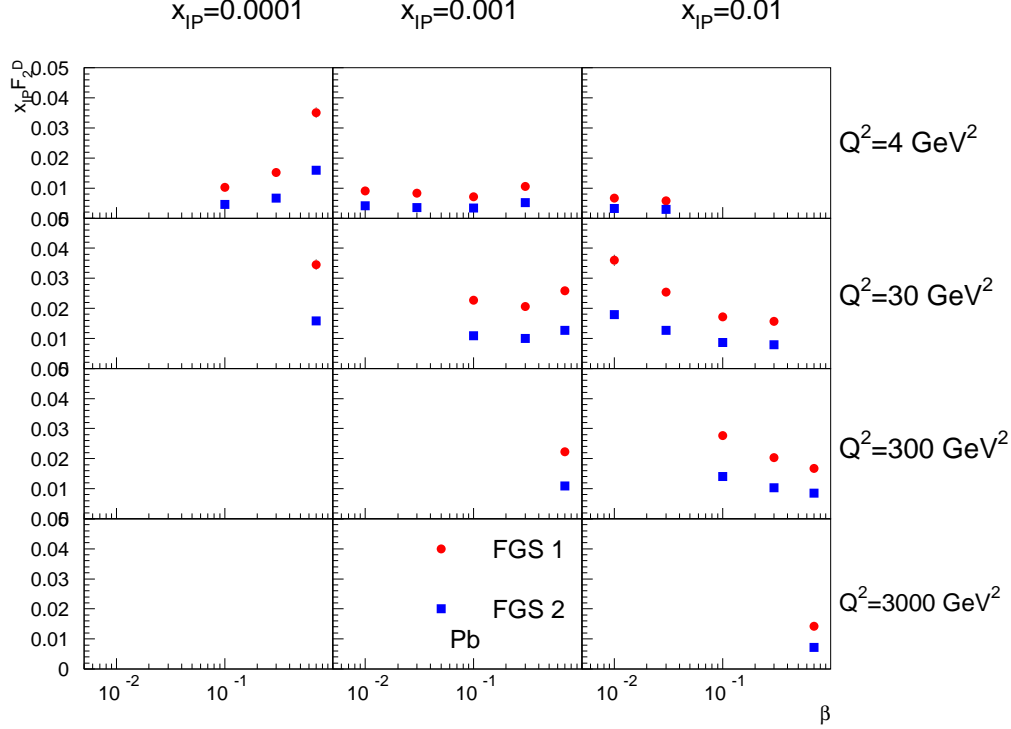 x_IP=0.0001 x_IP=0.001 x_IP=0.01
x_IP F_2^D
0.05
0.04
0.03
0.02
0.01
0.05
0.04
0.03
0.02
0.01
0.05
0.04
0.03
0.02
0.01
0.05
0.04
0.03
0.02
0.01
0
Q^2=4 GeV^2
Q^2=30 GeV^2
Q^2=300 GeV^2
Q^2=3000 GeV^2
FGS 1
FGS 2
Pb
10^-2 10^-1 10^-2 10^-1 10^-2 10^-1
β